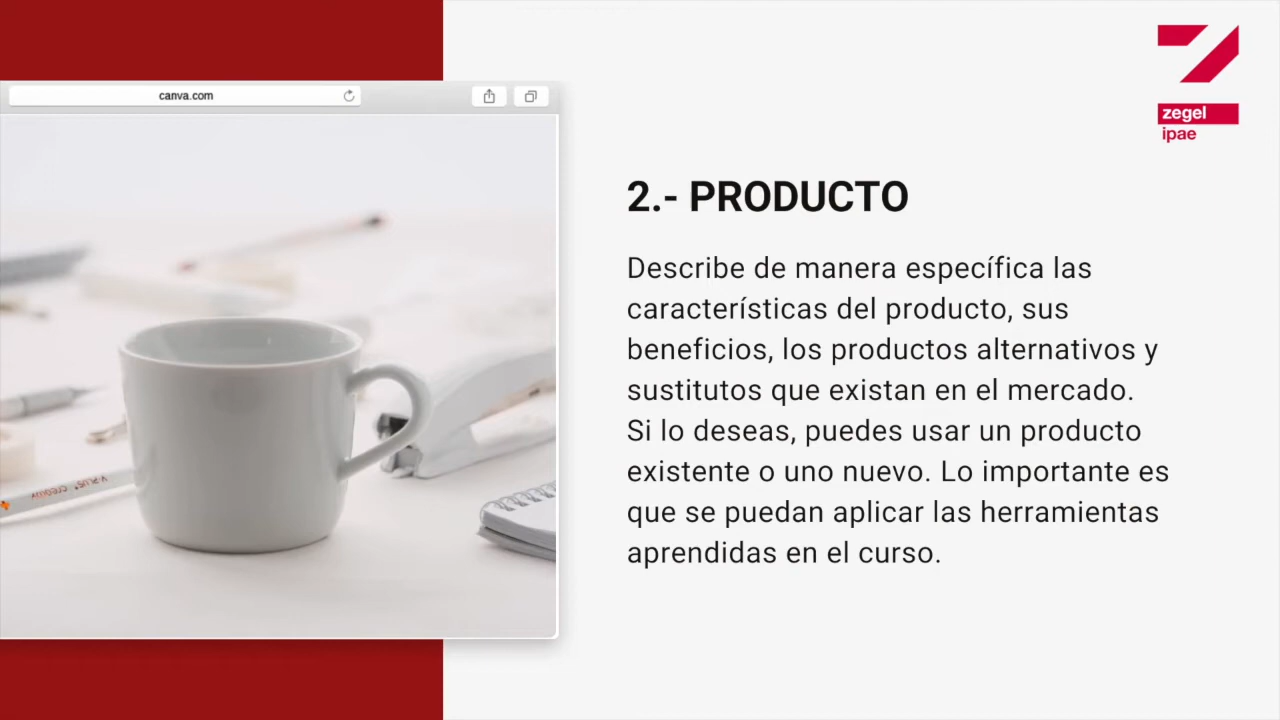 canva.com
zegel
ipae
2.- PRODUCTO
Describe de manera específica las
características del producto, sus
beneficios, los productos alternativos y
sustitutos que existan en el mercado.
Si lo deseas, puedes usar un producto
existente o uno nuevo. Lo importante es
que se puedan aplicar las herramientas
aprendidas en el curso.